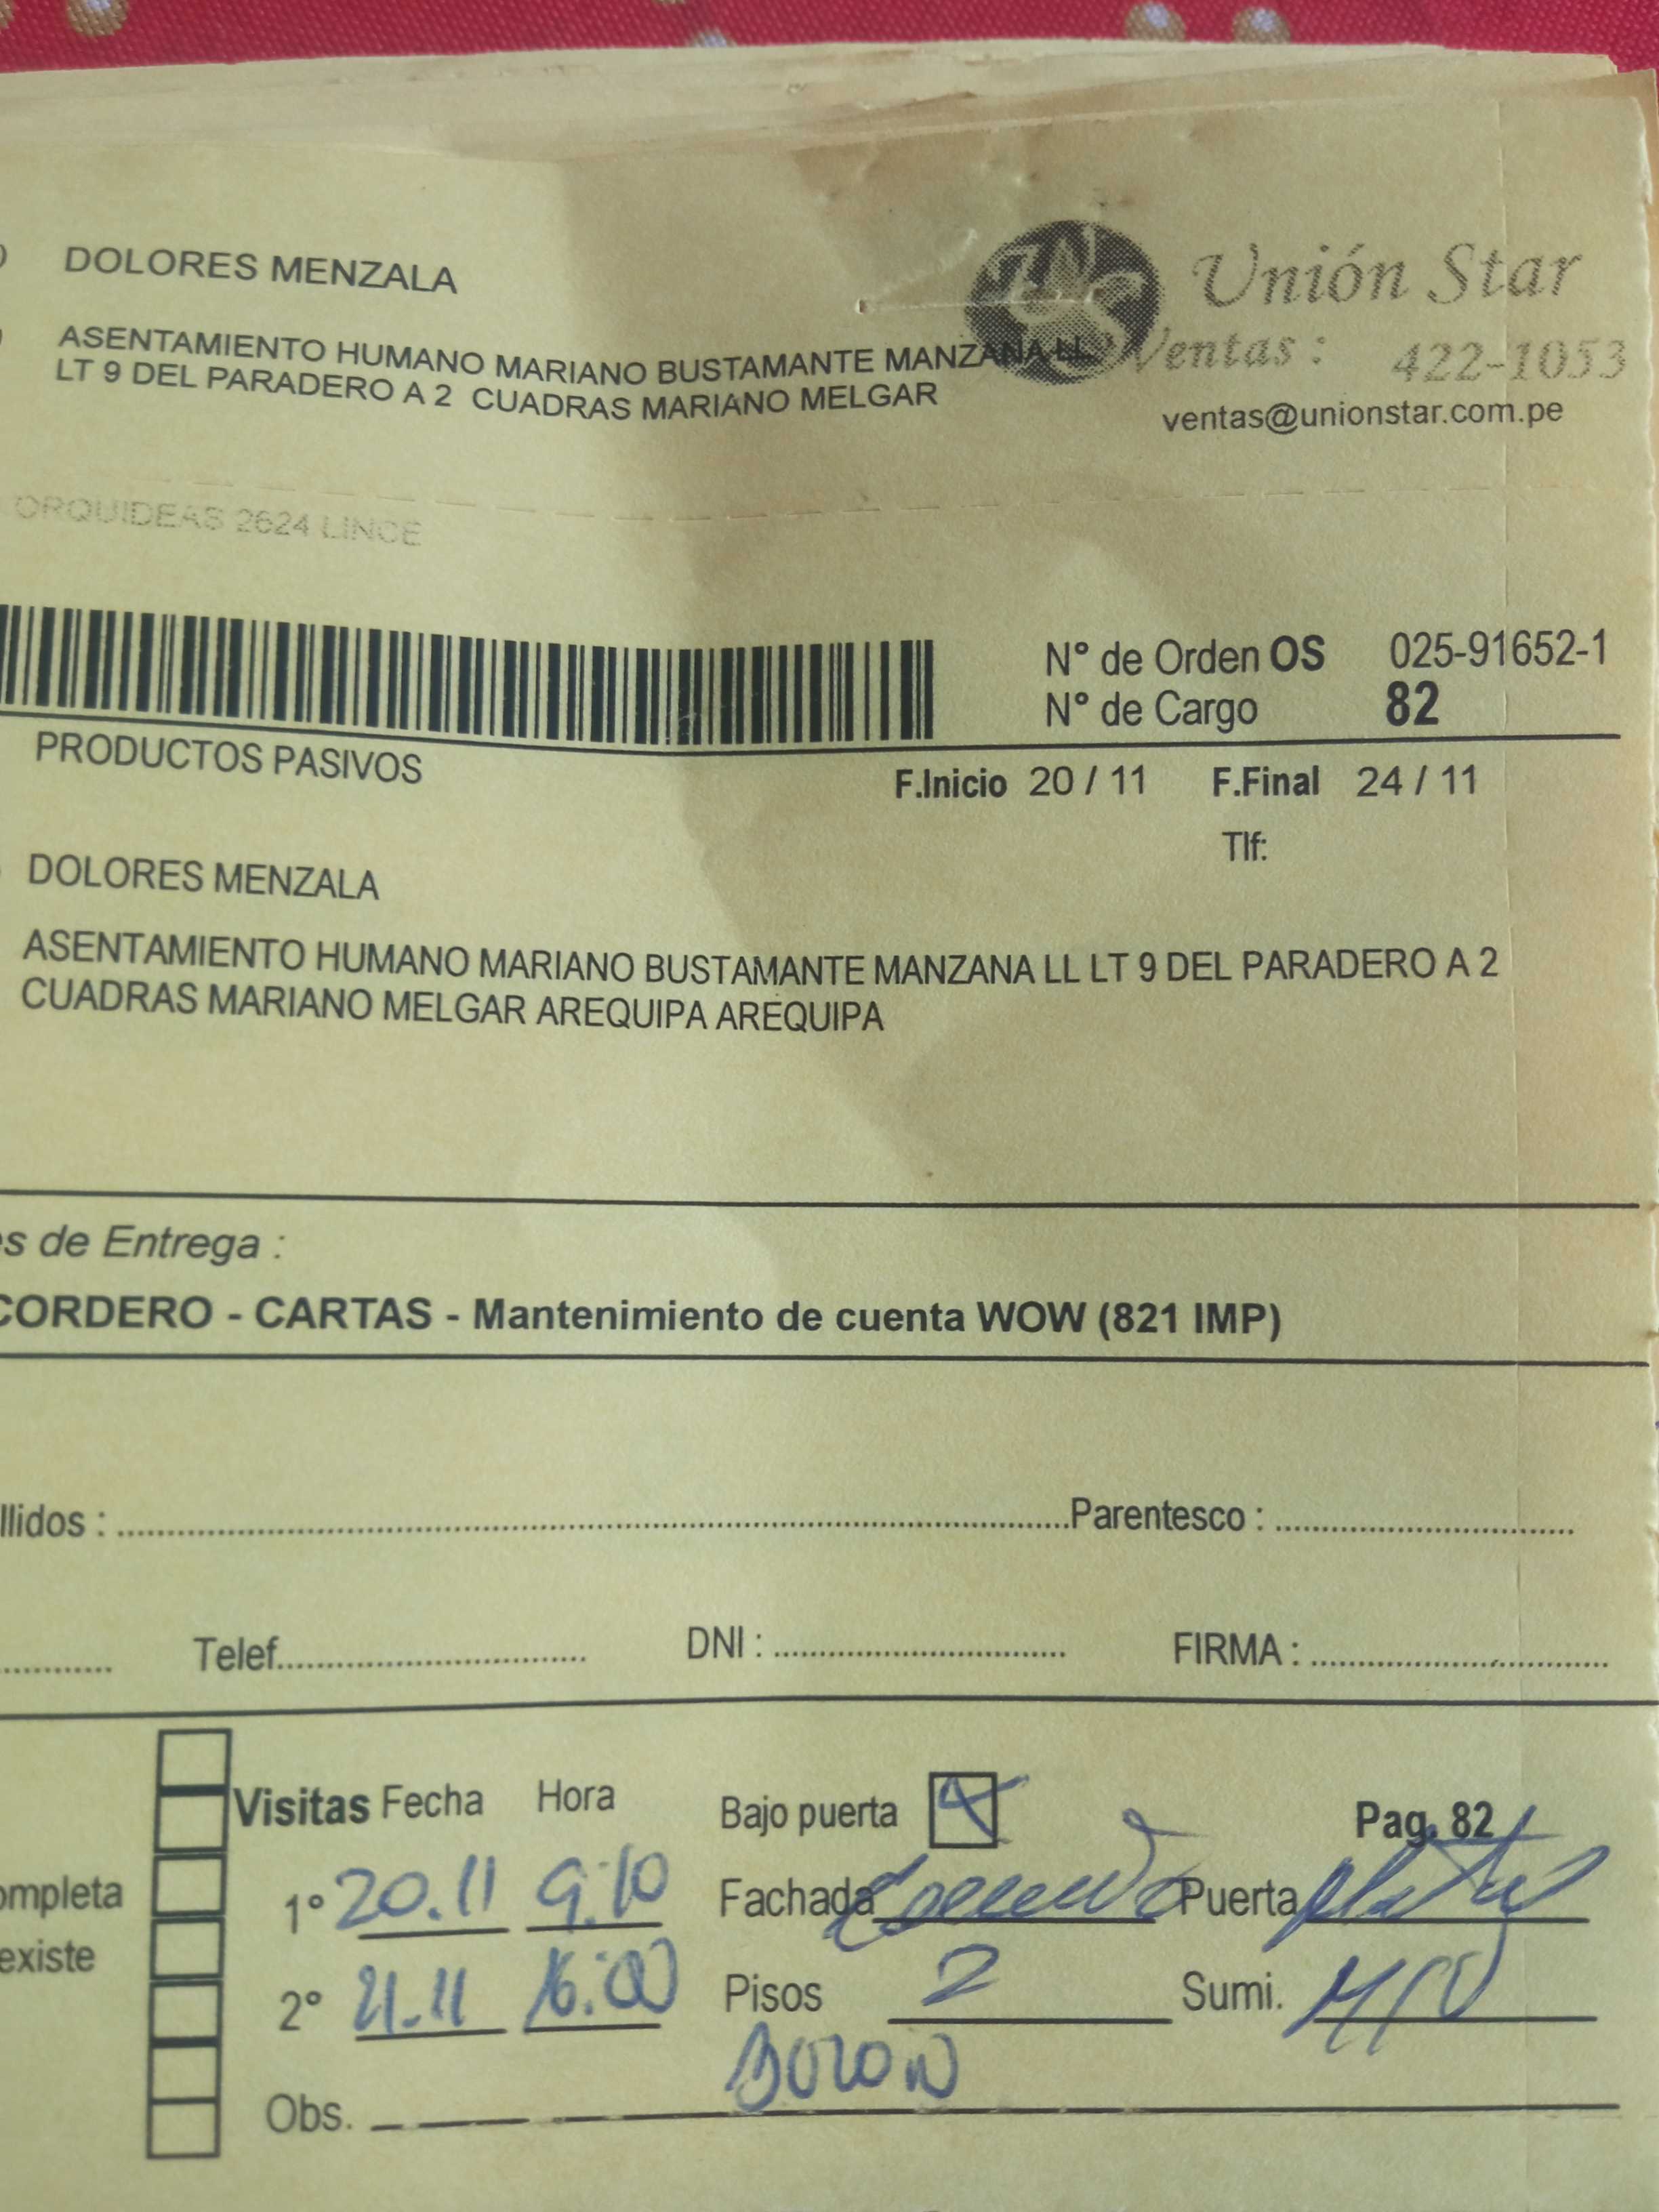 DOLORES MENZALA
Unión Star
ASENTAMIENTO HUMANO MARIANO BUSTAMANTE MANZANA LL
LT 9 DEL PARADERO A 2 CUADRAS MARIANO MELGAR
Ventas : 422-1053
ventas@unionstar.com.pe
ORQUIDEAS 2624 LINCE
N° de Orden OS 025-91652-1
N° de Cargo 82
PRODUCTOS PASIVOS
F.Inicio 20 / 11 F.Final 24 / 11
Tlf:
DOLORES MENZALA
ASENTAMIENTO HUMANO MARIANO BUSTAMANTE MANZANA LL LT 9 DEL PARADERO A 2
CUADRAS MARIANO MELGAR AREQUIPA AREQUIPA
es de Entrega :
CORDERO - CARTAS - Mantenimiento de cuenta WOW (821 IMP)
llidos : Parentesco :
Telef. DNI : FIRMA :
Visitas Fecha Hora Bajo puerta Pag. 82
ompleta 1° 20.11 9:10 Fachada Puerta
existe 2° 21.11 16:00 Pisos 2 Sumi.
Obs. Buzon